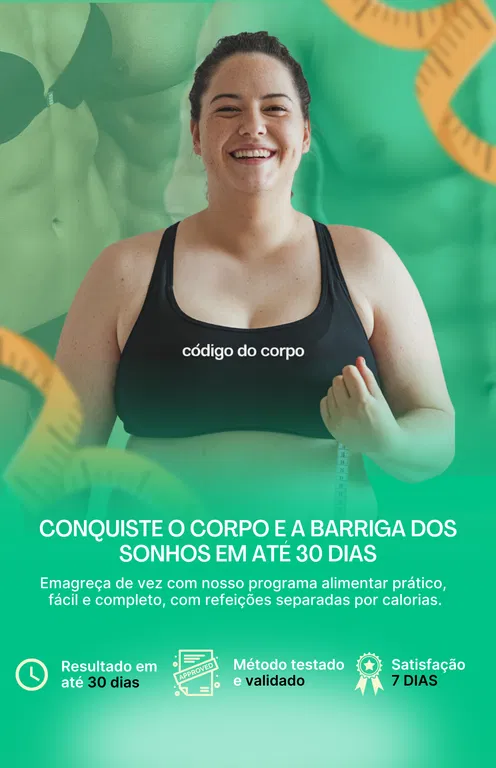 código do corpo
CONQUISTE O CORPO E A BARRIGA DOS
SONHOS EM ATÉ 30 DIAS
Emagreça de vez com nosso programa alimentar prático,
fácil e completo, com refeições separadas por calorias.
Resultado em
até 30 dias
APPROVED
Método testado
e validado
Satisfação
7 DIAS